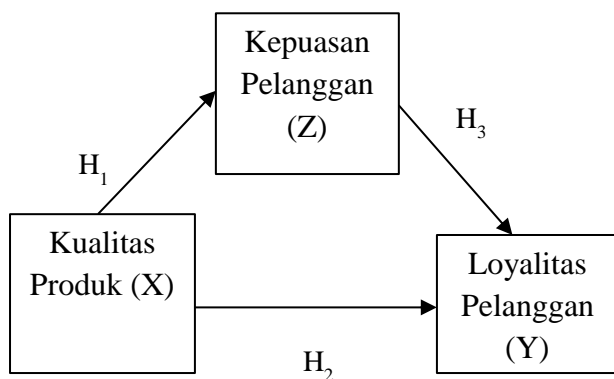 Kepuasan
Pelanggan
(Z)
H₁
H₃
Kualitas
Produk (X)
Loyalitas
Pelanggan
(Y)
H₂